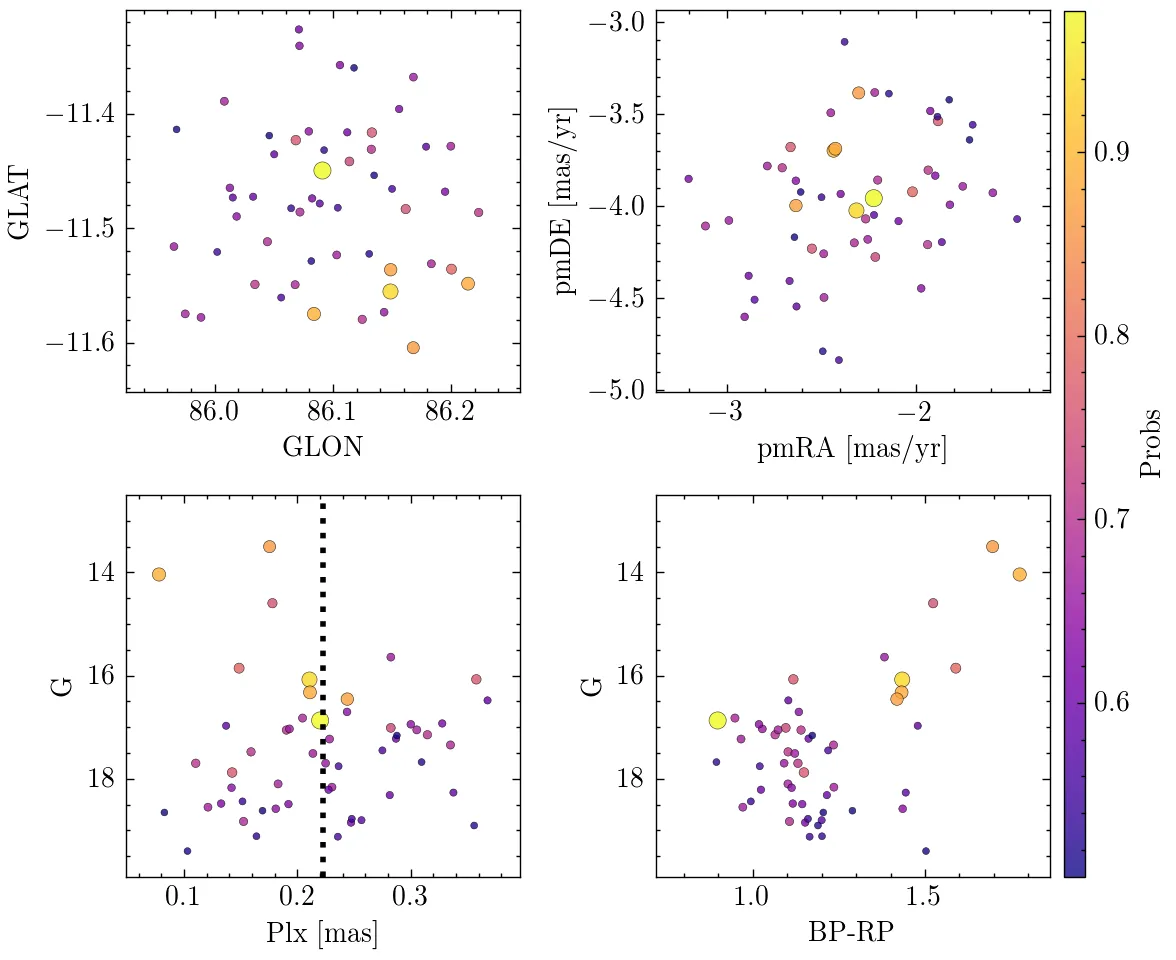 −11.4
−11.5
−11.6
GLAT
86.0 86.1 86.2
GLON
−3.0
−3.5
−4.0
−4.5
−5.0
pmDE [mas/yr]
−3 −2
pmRA [mas/yr]
14
16
18
G
0.1 0.2 0.3
Plx [mas]
14
16
18
G
1.0 1.5
BP-RP
0.9
0.8
0.7
0.6
Probs